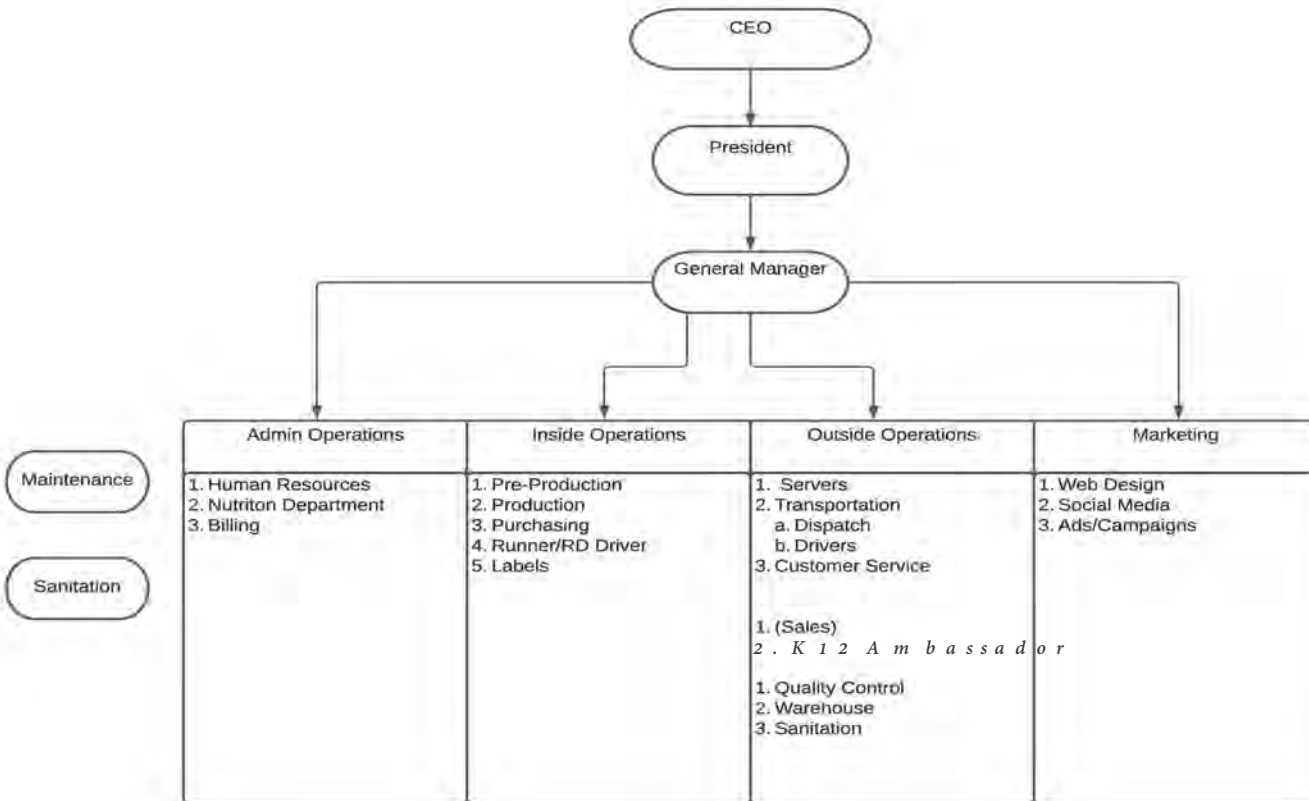 CEO
President
General Manager
Maintenance
Sanitation
Admin Operations
1. Human Resources
2. Nutriton Department
3. Billing
Inside Operations
1. Pre-Production
2. Production
3. Purchasing
4. Runner/RD Driver
5. Labels
Outside Operations
1. Servers
2. Transportation
a. Dispatch
b. Drivers
3. Customer Service
1. (Sales)
2. K12 Ambassador
1. Quality Control
2. Warehouse
3. Sanitation
Marketing
1. Web Design
2. Social Media
3. Ads/Campaigns